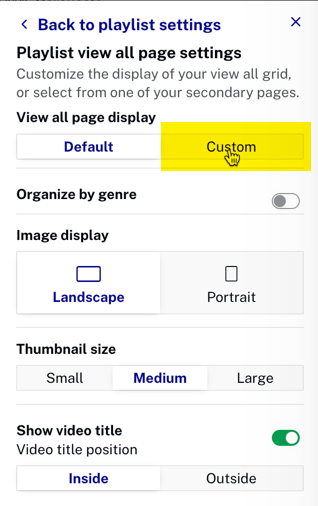 Back to playlist settings
Playlist view all page settings
Customize the display of your view all grid,
or select from one of your secondary pages.
View all page display
Default Custom
Organize by genre
Image display
Landscape Portrait
Thumbnail size
Small Medium Large
Show video title
Video title position
Inside Outside